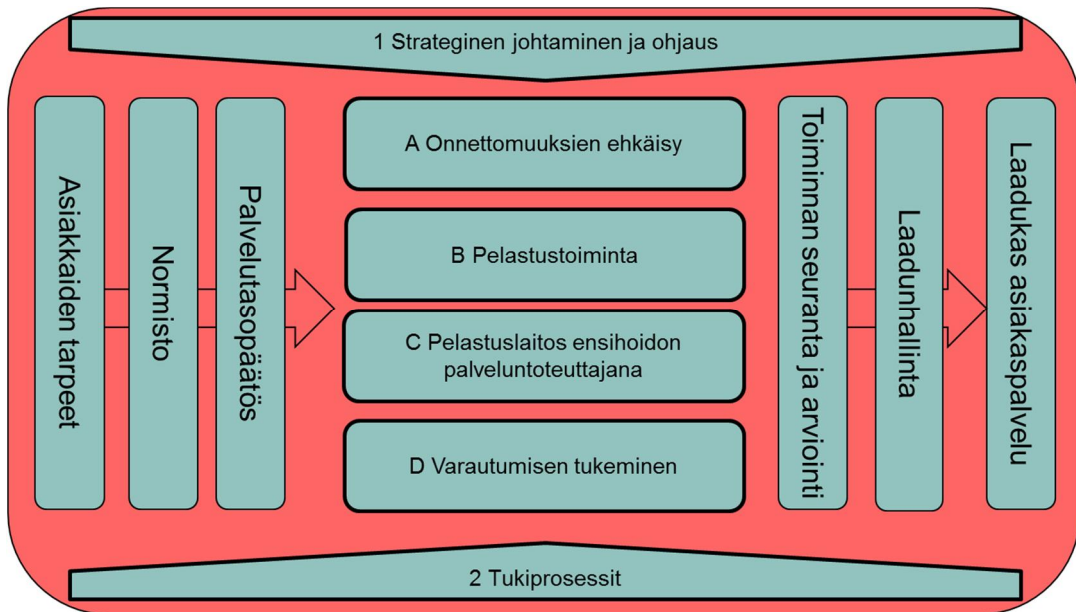 1 Strateginen johtaminen ja ohjaus
Asiakkaiden tarpeet
Normisto
Palvelutasopäätös
A Onnettomuuksien ehkäisy
B Pelastustoiminta
C Pelastuslaitos ensihoidon
palveluntoteuttajana
D Varautumisen tukeminen
Toiminnan seuranta ja arviointi
Laadunhallinta
Laadukas asiakaspalvelu
2 Tukiprosessit